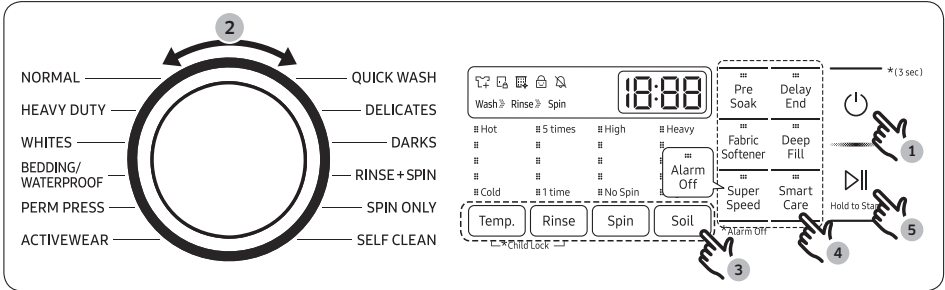 2
NORMAL
HEAVY DUTY
WHITES
BEDDING/
WATERPROOF
PERM PRESS
ACTIVEWEAR
QUICK WASH
DELICATES
DARKS
RINSE+SPIN
SPIN ONLY
SELF CLEAN
18:88
Wash Rinse Spin
Hot 5 times High Heavy
Cold 1 time No Spin
Alarm
Off
Temp. Rinse Spin Soil
*Child Lock
3
Pre
Soak
Delay
End
Fabric
Softener
Deep
Fill
Super
Speed
Smart
Care
*Alarm Off
4
*(3 sec)
1
Hold to Start
5